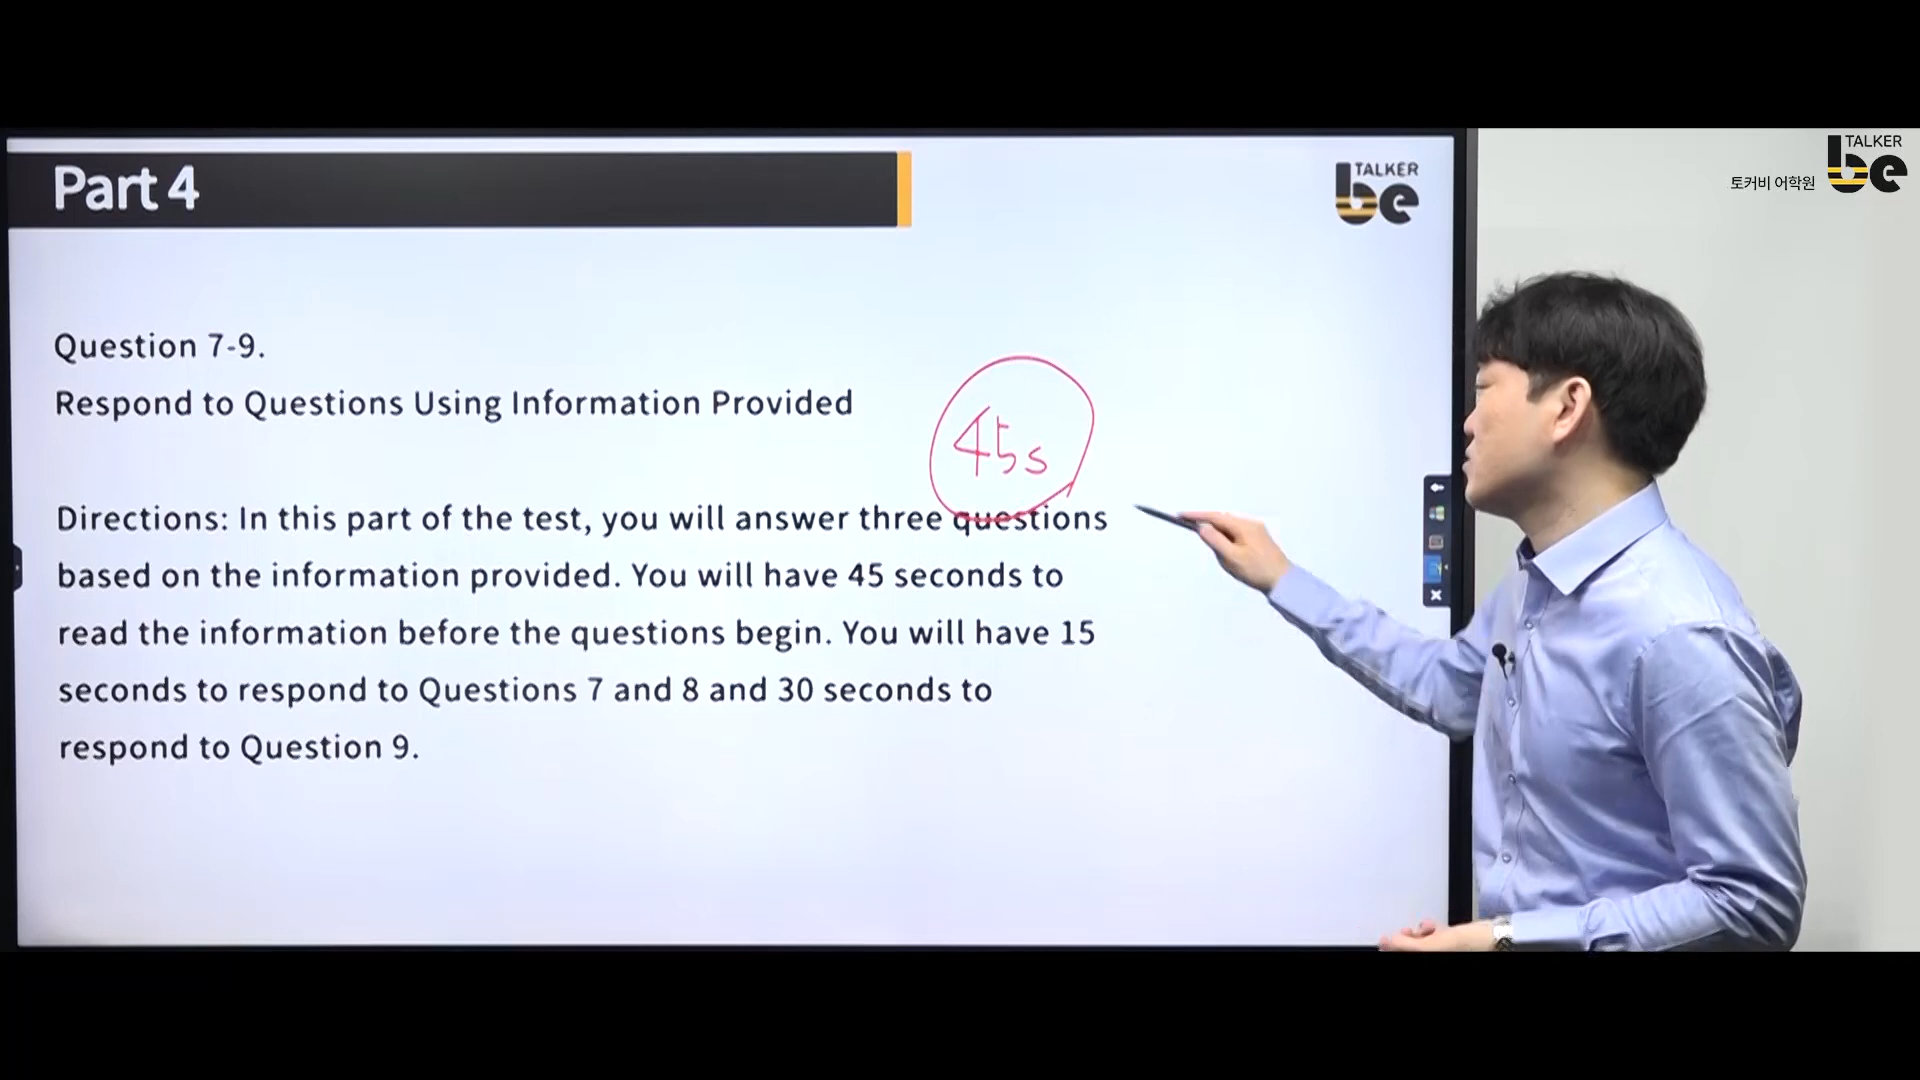 Part 4
TALKER
be
TALKER
토커비 어학원
be
Question 7-9.
Respond to Questions Using Information Provided
45s
Directions: In this part of the test, you will answer three questions
based on the information provided. You will have 45 seconds to
read the information before the questions begin. You will have 15
seconds to respond to Questions 7 and 8 and 30 seconds to
respond to Question 9.